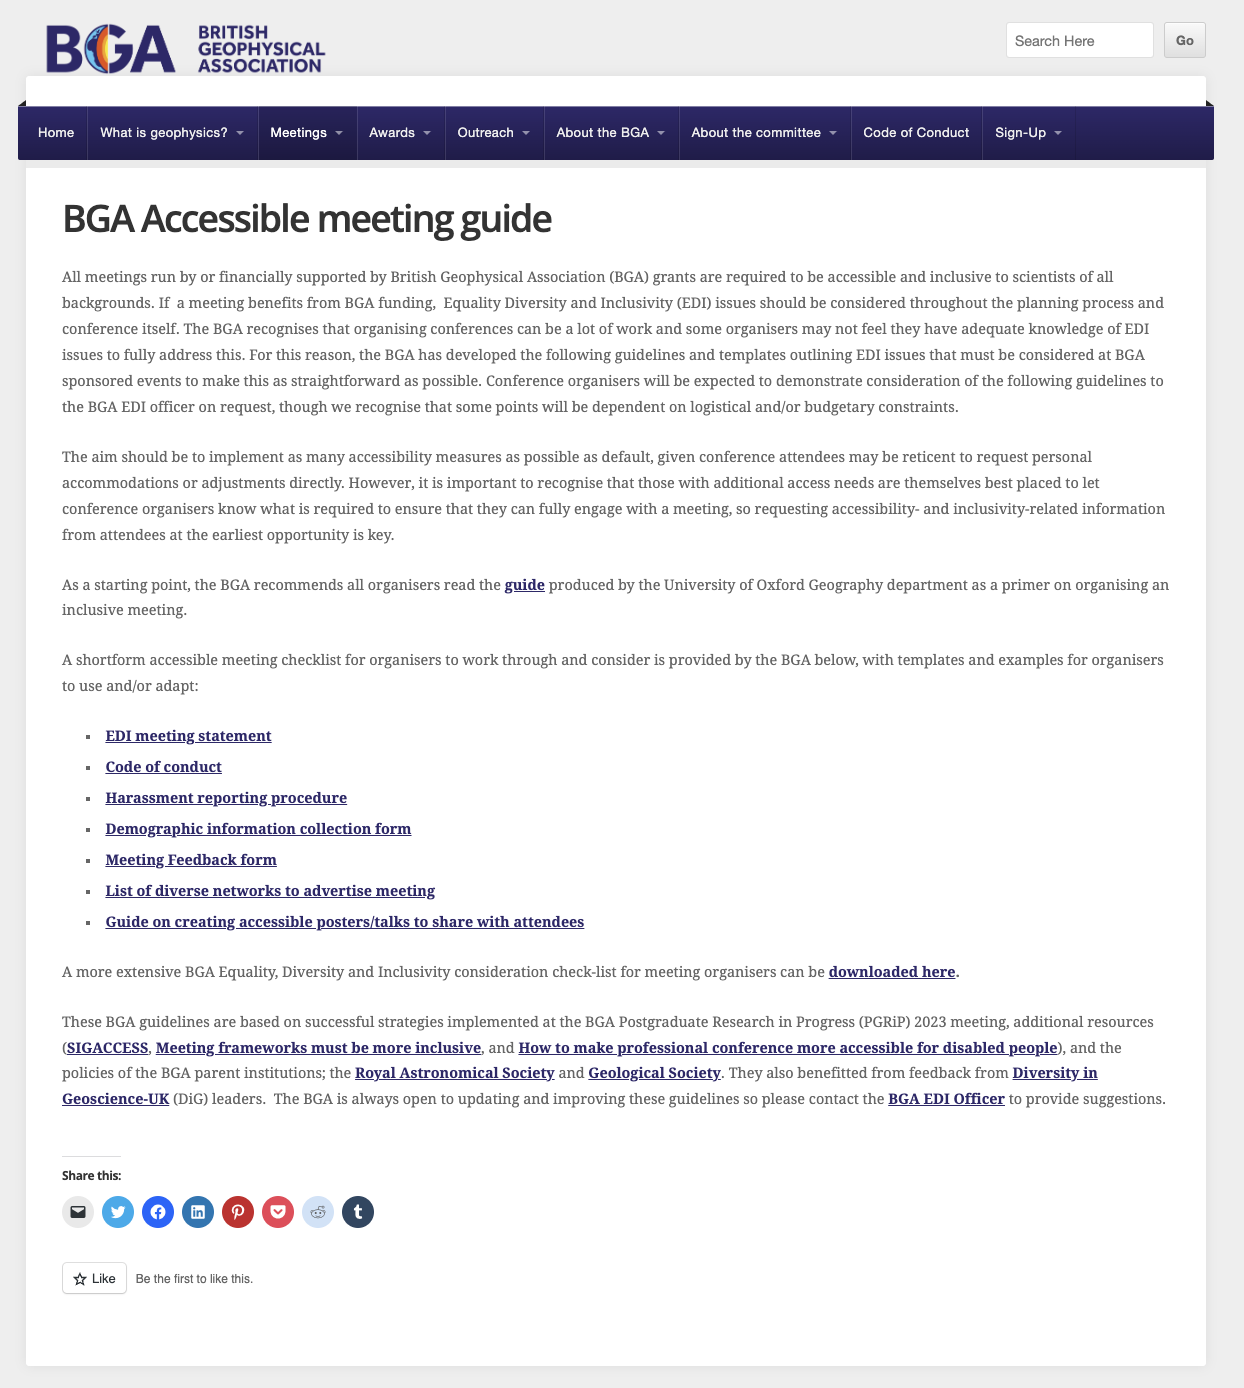 BGA BRITISH
GEOPHYSICAL
ASSOCIATION
Search Here Go
Home What is geophysics? Meetings Awards Outreach About the BGA About the committee Code of Conduct Sign-Up
BGA Accessible meeting guide
All meetings run by or financially supported by British Geophysical Association (BGA) grants are required to be accessible and inclusive to scientists of all
backgrounds. If  a meeting benefits from BGA funding,  Equality Diversity and Inclusivity (EDI) issues should be considered throughout the planning process and
conference itself. The BGA recognises that organising conferences can be a lot of work and some organisers may not feel they have adequate knowledge of EDI
issues to fully address this. For this reason, the BGA has developed the following guidelines and templates outlining EDI issues that must be considered at BGA
sponsored events to make this as straightforward as possible. Conference organisers will be expected to demonstrate consideration of the following guidelines to
the BGA EDI officer on request, though we recognise that some points will be dependent on logistical and/or budgetary constraints.
The aim should be to implement as many accessibility measures as possible as default, given conference attendees may be reticent to request personal
accommodations or adjustments directly. However, it is important to recognise that those with additional access needs are themselves best placed to let
conference organisers know what is required to ensure that they can fully engage with a meeting, so requesting accessibility- and inclusivity-related information
from attendees at the earliest opportunity is key.
As a starting point, the BGA recommends all organisers read the guide produced by the University of Oxford Geography department as a primer on organising an
inclusive meeting.
A shortform accessible meeting checklist for organisers to work through and consider is provided by the BGA below, with templates and examples for organisers
to use and/or adapt:
▪ EDI meeting statement
▪ Code of conduct
▪ Harassment reporting procedure
▪ Demographic information collection form
▪ Meeting Feedback form
▪ List of diverse networks to advertise meeting
▪ Guide on creating accessible posters/talks to share with attendees
A more extensive BGA Equality, Diversity and Inclusivity consideration check-list for meeting organisers can be downloaded here.
These BGA guidelines are based on successful strategies implemented at the BGA Postgraduate Research in Progress (PGRiP) 2023 meeting, additional resources
(SIGACCESS, Meeting frameworks must be more inclusive, and How to make professional conference more accessible for disabled people), and the
policies of the BGA parent institutions; the Royal Astronomical Society and Geological Society. They also benefitted from feedback from Diversity in
Geoscience-UK (DiG) leaders.  The BGA is always open to updating and improving these guidelines so please contact the BGA EDI Officer to provide suggestions.
Share this:
Like Be the first to like this.